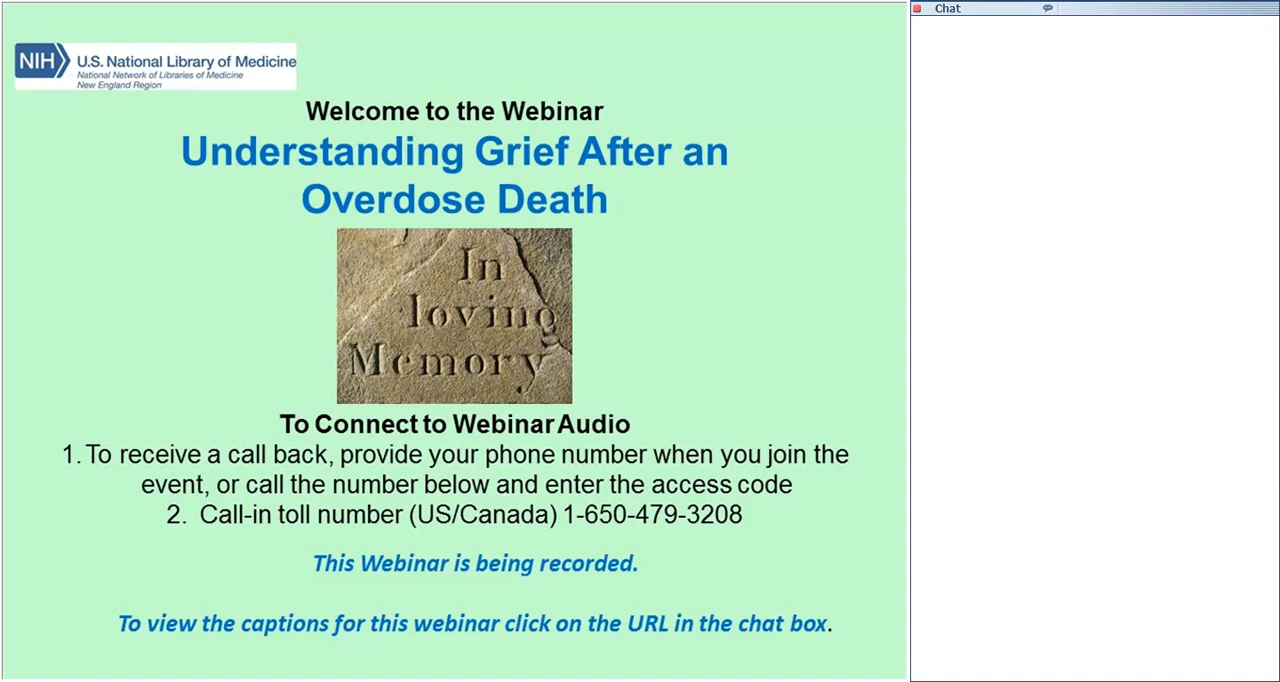 NIH U.S. National Library of Medicine
National Network of Libraries of Medicine
New England Region
Welcome to the Webinar
Understanding Grief After an
Overdose Death
In
loving
Memory
To Connect to Webinar Audio
1. To receive a call back, provide your phone number when you join the
event, or call the number below and enter the access code
2. Call-in toll number (US/Canada) 1-650-479-3208
This Webinar is being recorded.
To view the captions for this webinar click on the URL in the chat box.
Chat